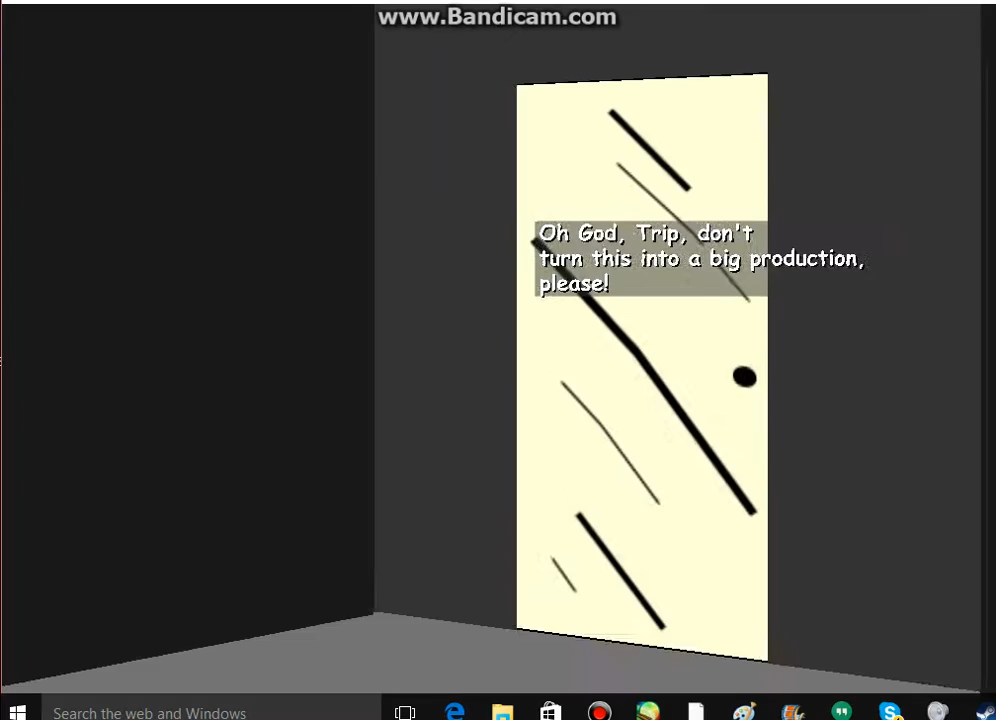 www.Bandicam.com
Oh God, Trip, don't
turn this into a big production,
please!
Search the web and Windows